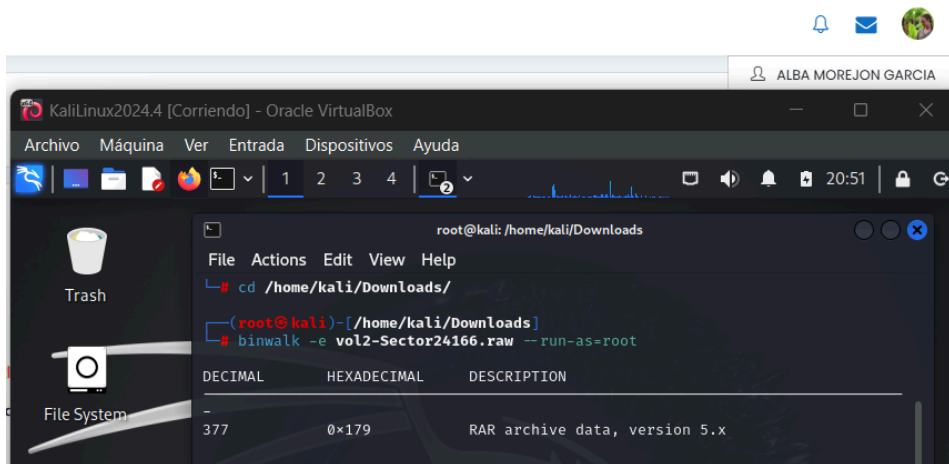 ALBA MOREJON GARCIA
KaliLinux2024.4 [Corriendo] - Oracle VirtualBox
Archivo Máquina Ver Entrada Dispositivos Ayuda
1 2 3 4 2 20:51
root@kali: /home/kali/Downloads
File Actions Edit View Help
└─# cd /home/kali/Downloads/
┌──(root㉿kali)-[/home/kali/Downloads]
└─# binwalk -e vol2-Sector24166.raw --run-as=root
DECIMAL HEXADECIMAL DESCRIPTION
-
377 0×179 RAR archive data, version 5.x
Trash
File System